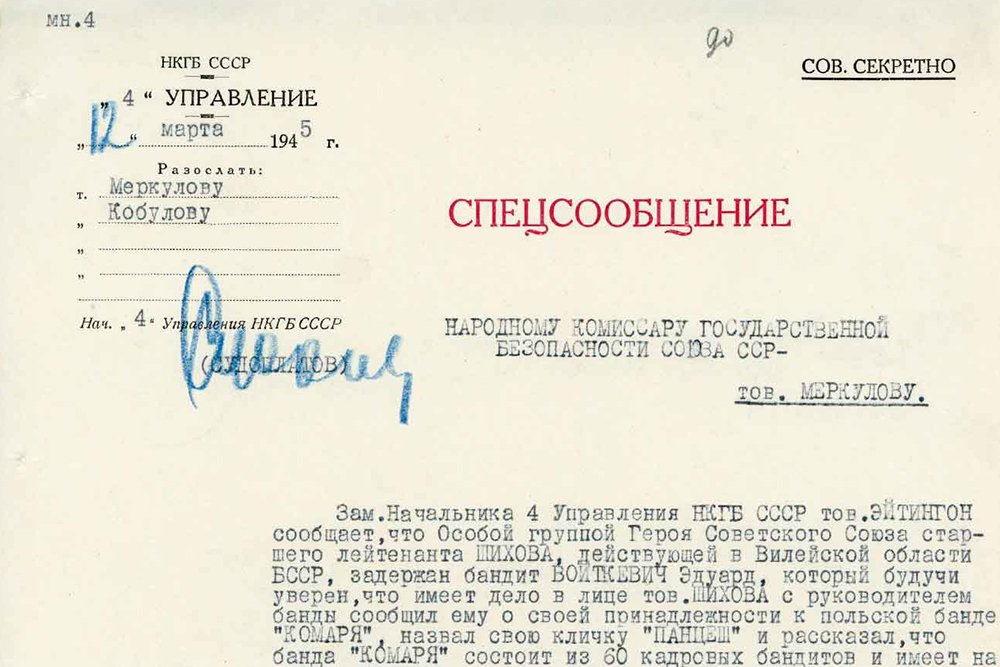 мн.4
до
НКГБ СССР
СОВ. СЕКРЕТНО
„ 4 “ УПРАВЛЕНИЕ
„12“ марта 1945 г.
Разослать:
т. Меркулову
„ Кобулову
„
„
СПЕЦСООБЩЕНИЕ
Нач. „ 4 “ Управления НКГБ СССР
(СУДОПЛАТОВ)
НАРОДНОМУ КОМИССАРУ ГОСУДАРСТВЕННОЙ
БЕЗОПАСНОСТИ СОЮЗА ССР-
тов. МЕРКУЛОВУ.
Зам.Начальника 4 Управления НКГБ СССР тов.ЭЙТИНГОН
сообщает,что Особой группой Героя Советского Союза стар-
шего лейтенанта ШИХОВА, действующей в Вилейской области
БССР, задержан бандит ВОЙТКЕВИЧ Эдуард, который будучи
уверен,что имеет дело в лице тов.ШИХОВА с руководителем
банды сообщил ему о своей принадлежности к польской банде
"КОМАРЯ", назвал свою кличку "ПАНЦЕШ" и рассказал,что
банда "КОМАРЯ" состоит из 60 кадровых бандитов и имеет на